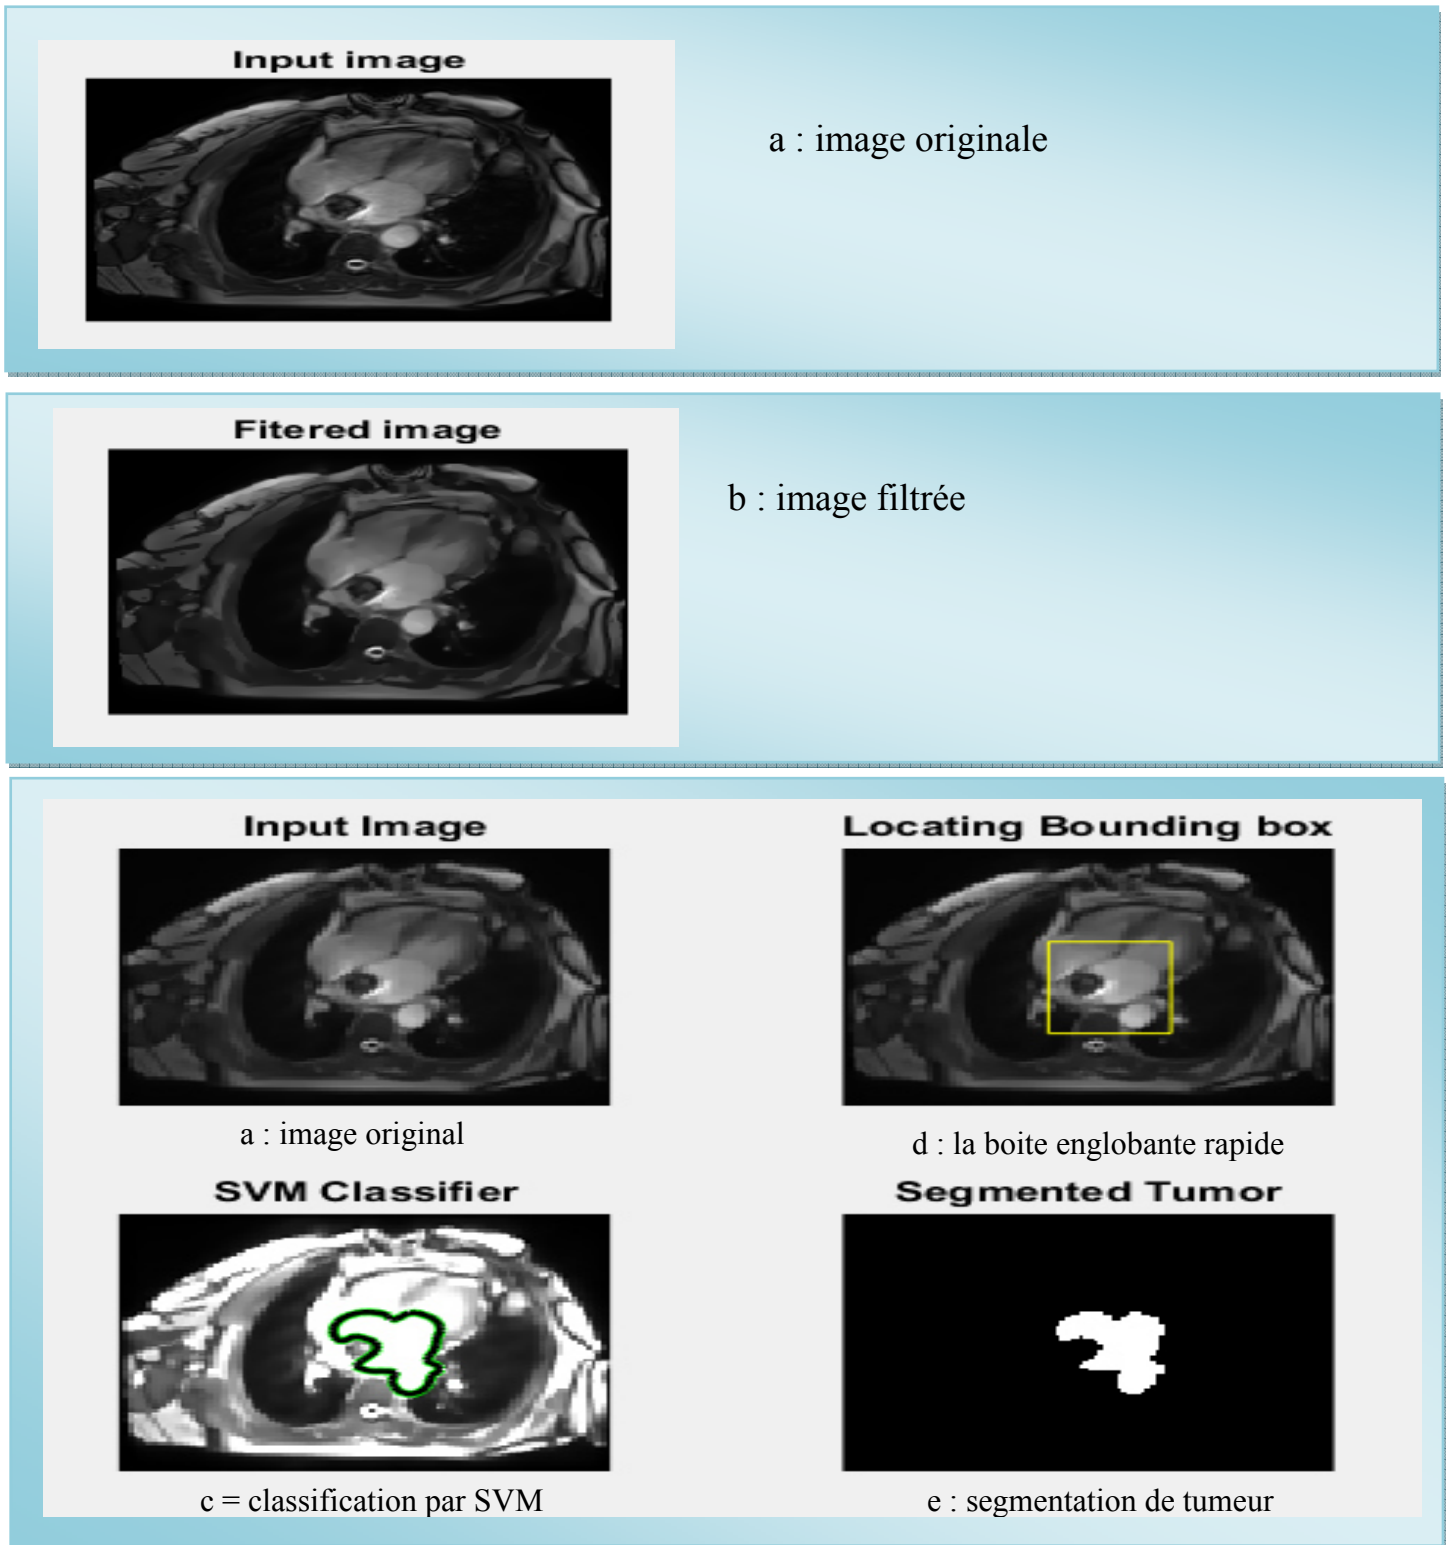 Input image
a : image originale
Fitered image
b : image filtrée
Input Image
Locating Bounding box
a : image original
d : la boite englobante rapide
SVM Classifier
Segmented Tumor
c = classification par SVM
e : segmentation de tumeur